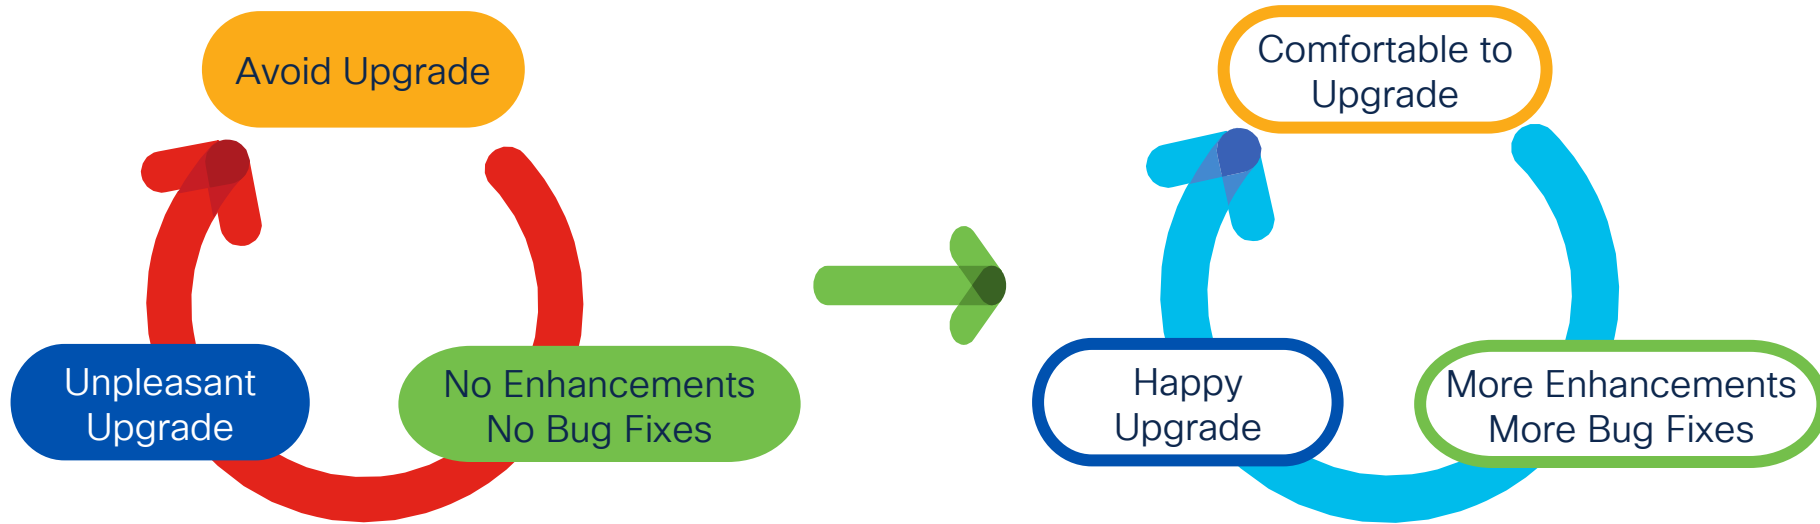 Avoid Upgrade
Unpleasant
Upgrade
No Enhancements
No Bug Fixes
Comfortable to
Upgrade
Happy
Upgrade
More Enhancements
More Bug Fixes